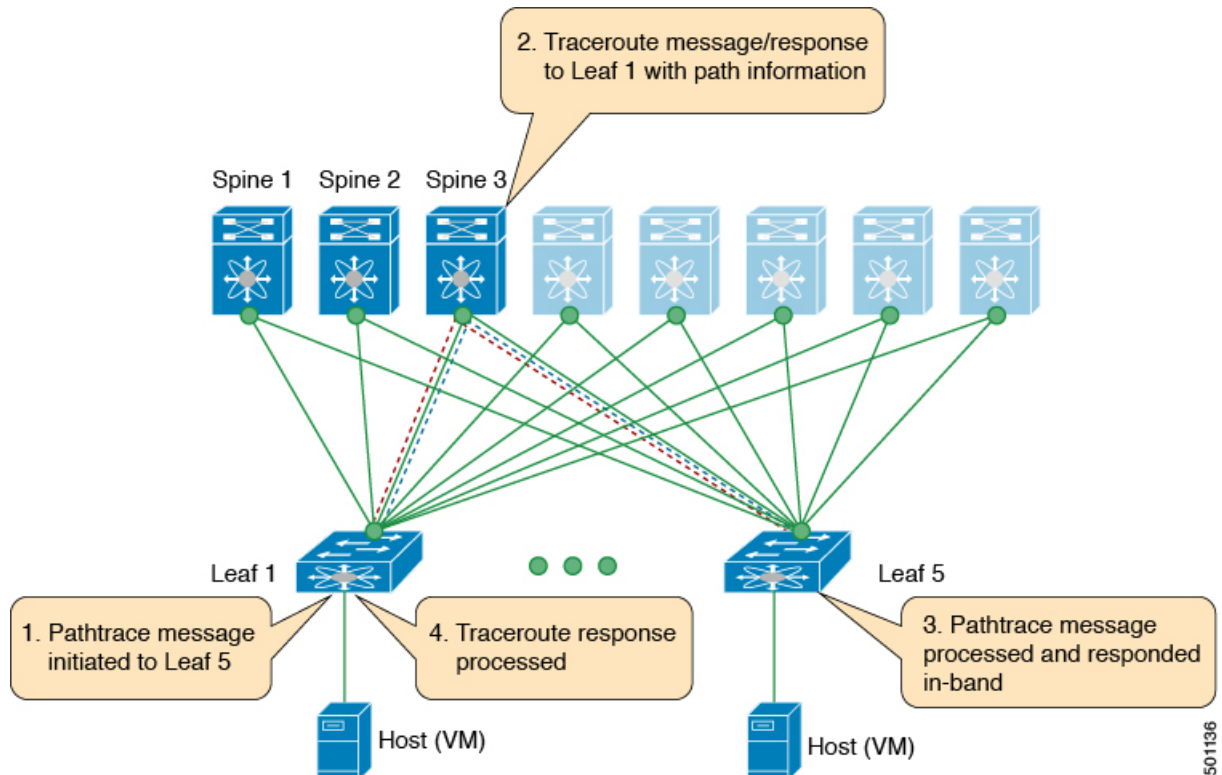 2. Traceroute message/response
to Leaf 1 with path information
Spine 1
Spine 2
Spine 3
Leaf 1
Leaf 5
1. Pathtrace message
initiated to Leaf 5
4. Traceroute response
processed
3. Pathtrace message
processed and responded
in-band
Host (VM)
Host (VM)
501136